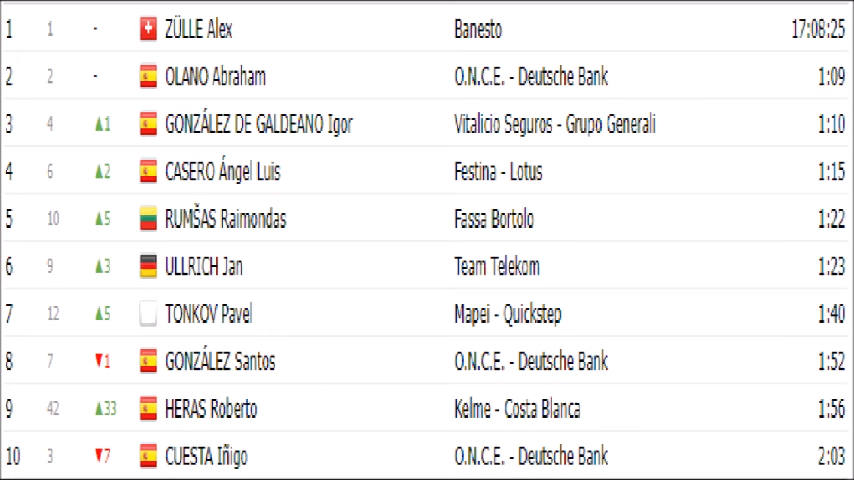 1 1 - ZÜLLE Alex Banesto 17:08:25
2 2 - OLANO Abraham O.N.C.E. - Deutsche Bank 1:09
3 4 ▲1 GONZÁLEZ DE GALDEANO Igor Vitalicio Seguros - Grupo Generali 1:10
4 6 ▲2 CASERO Ángel Luis Festina - Lotus 1:15
5 10 ▲5 RUMŠAS Raimondas Fassa Bortolo 1:22
6 9 ▲3 ULLRICH Jan Team Telekom 1:23
7 12 ▲5 TONKOV Pavel Mapei - Quickstep 1:40
8 7 ▼1 GONZÁLEZ Santos O.N.C.E. - Deutsche Bank 1:52
9 42 ▲33 HERAS Roberto Kelme - Costa Blanca 1:56
10 3 ▼7 CUESTA Iñigo O.N.C.E. - Deutsche Bank 2:03